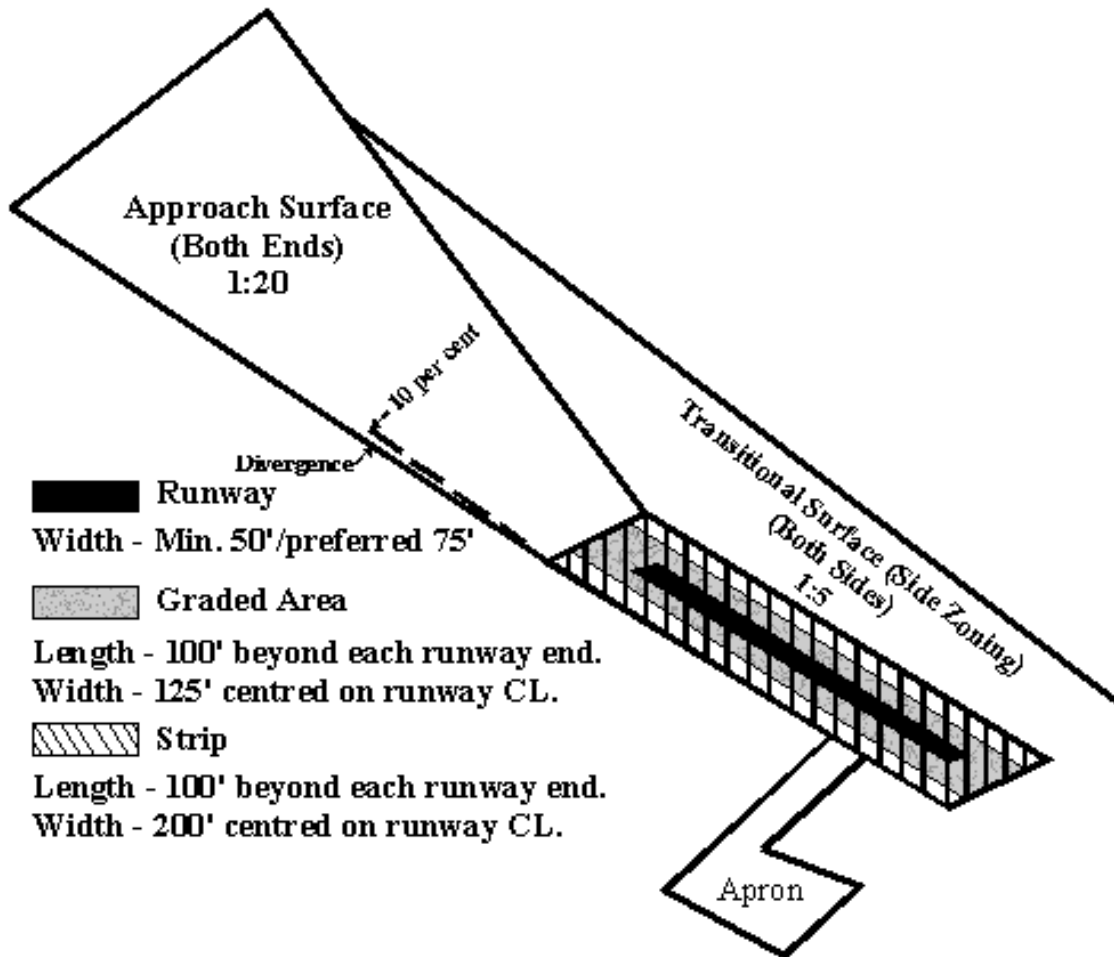 Approach Surface
(Both Ends)
1:20
10 per cent
Divergence
Transitional Surface (Side Zoning)
(Both Sides)
1:5
Runway
Width - Min. 50'/preferred 75'
Graded Area
Length - 100' beyond each runway end.
Width - 125' centred on runway CL.
Strip
Length - 100' beyond each runway end.
Width - 200' centred on runway CL.
Apron